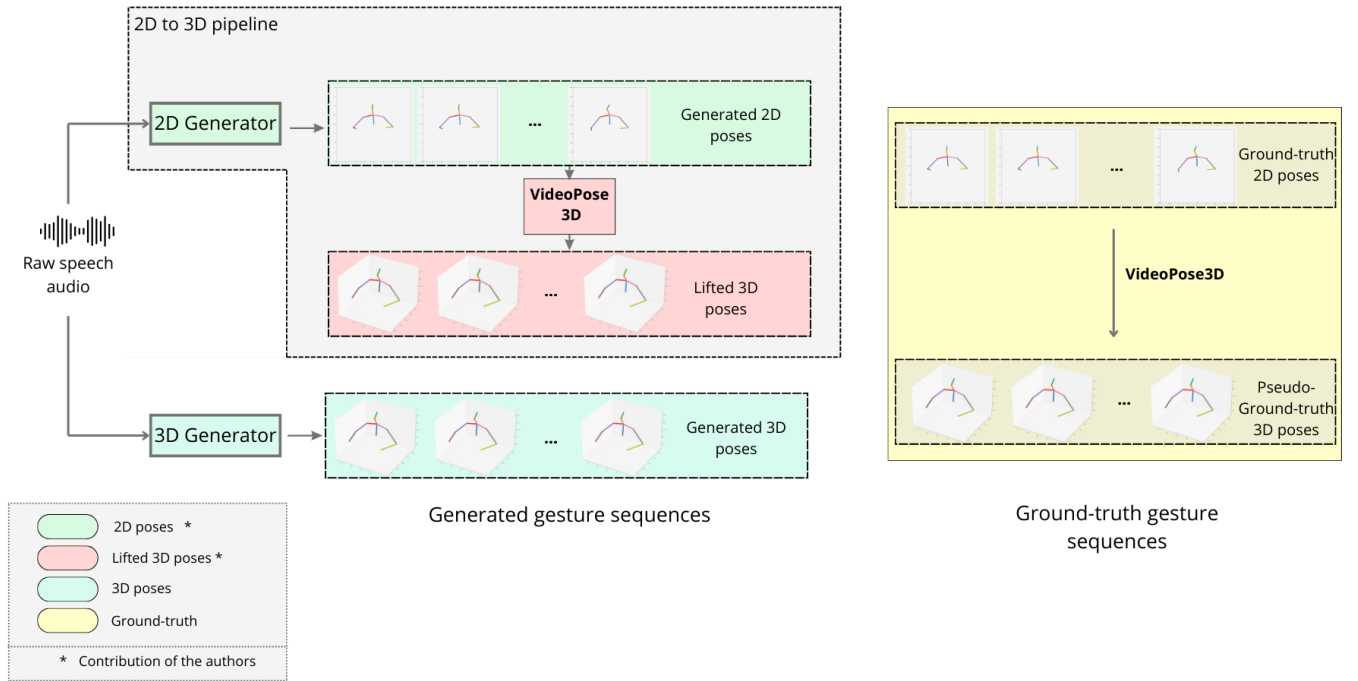 2D to 3D pipeline
2D Generator
...
Generated 2D
poses
VideoPose
3D
Raw speech
audio
...
Lifted 3D
poses
3D Generator
...
Generated 3D
poses
Generated gesture sequences
...
Ground-truth
2D poses
VideoPose3D
...
Pseudo-
Ground-truth
3D poses
Ground-truth gesture
sequences
2D poses *
Lifted 3D poses *
3D poses
Ground-truth
* Contribution of the authors